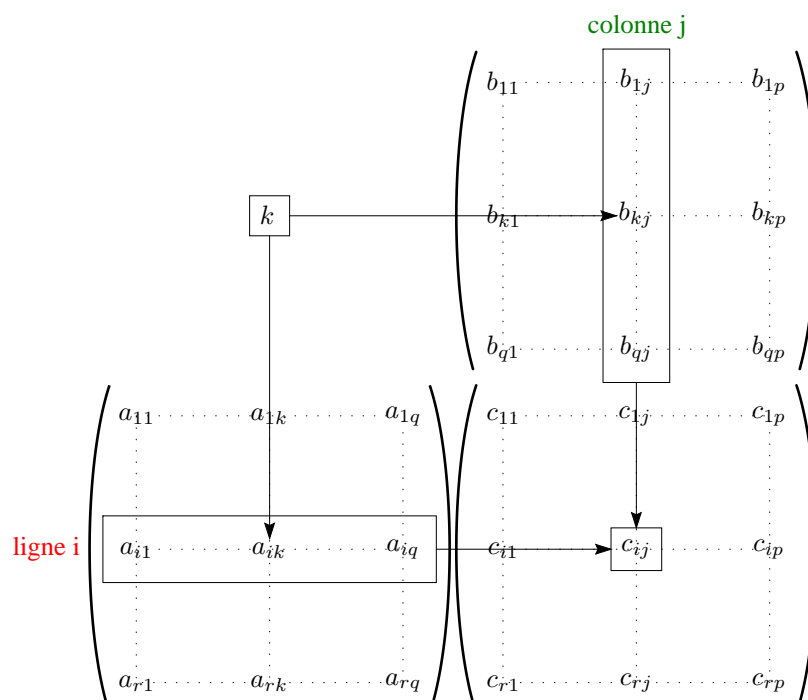 colonne j
b11 b1j b1p
k bk1 bkj bkp
bq1 bqj bqp
a11 a1k a1q c11 c1j c1p
ligne i ai1 aik aiq ci1 cij cip
ar1 ark arq cr1 crj crp